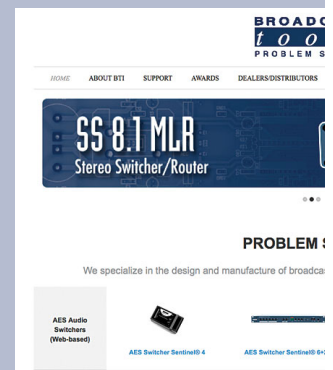 BROADC
t o o
PROBLEM S
HOME ABOUT BTI SUPPORT AWARDS DEALERS/DISTRIBUTORS
SS 8.1 MLR
Stereo Switcher/Router
PROBLEM S
We specialize in the design and manufacture of broadcas
AES Audio
Switchers
(Web-based)
AES Switcher Sentinel® 4 AES Switcher Sentinel® 6+